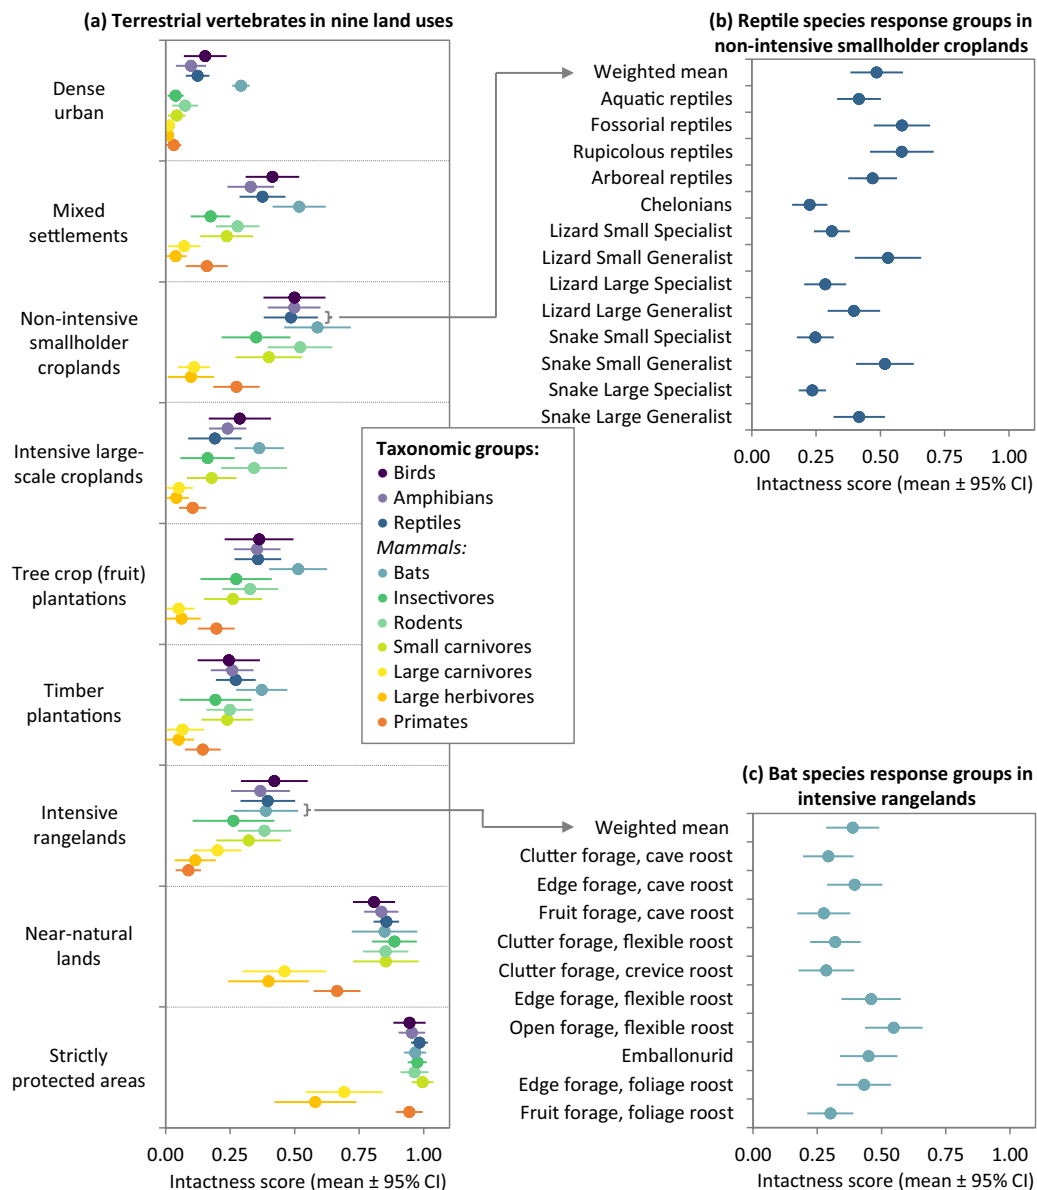 (a) Terrestrial vertebrates in nine land uses
Dense
urban
Mixed
settlements
Non-intensive
smallholder
croplands
Intensive large-
scale croplands
Tree crop (fruit)
plantations
Timber
plantations
Intensive
rangelands
Near-natural
lands
Strictly
protected areas
0.00 0.25 0.50 0.75 1.00
Intactness score (mean ± 95% CI)
Taxonomic groups:
Birds
Amphibians
Reptiles
Mammals:
Bats
Insectivores
Rodents
Small carnivores
Large carnivores
Large herbivores
Primates
(b) Reptile species response groups in
non-intensive smallholder croplands
Weighted mean
Aquatic reptiles
Fossorial reptiles
Rupicolous reptiles
Arboreal reptiles
Chelonians
Lizard Small Specialist
Lizard Small Generalist
Lizard Large Specialist
Lizard Large Generalist
Snake Small Specialist
Snake Small Generalist
Snake Large Specialist
Snake Large Generalist
0.00 0.25 0.50 0.75 1.00
Intactness score (mean ± 95% CI)
(c) Bat species response groups in
intensive rangelands
Weighted mean
Clutter forage, cave roost
Edge forage, cave roost
Fruit forage, cave roost
Clutter forage, flexible roost
Clutter forage, crevice roost
Edge forage, flexible roost
Open forage, flexible roost
Emballonurid
Edge forage, foliage roost
Fruit forage, foliage roost
0.00 0.25 0.50 0.75 1.00
Intactness score (mean ± 95% CI)